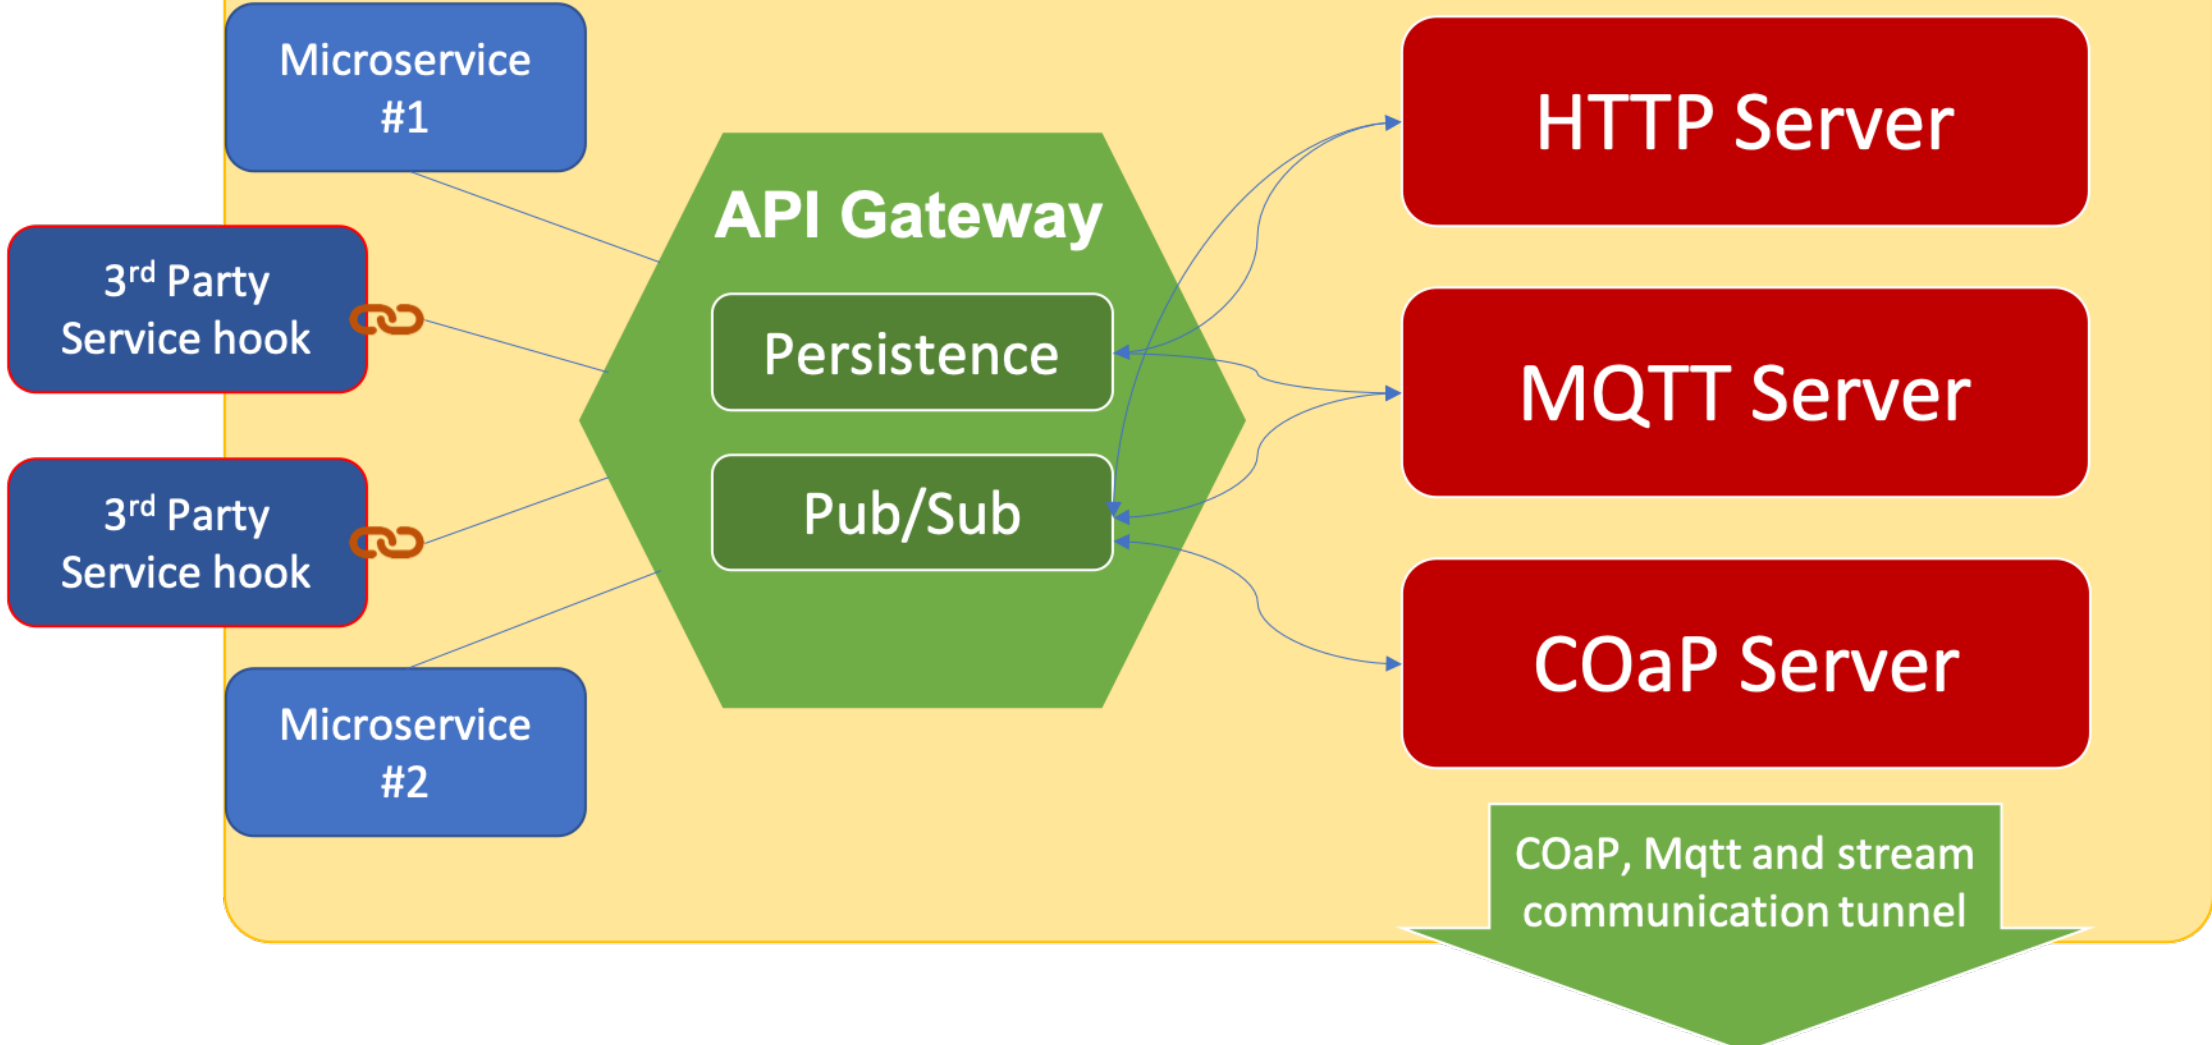 Microservice
#1
3rd Party
Service hook
3rd Party
Service hook
Microservice
#2
API Gateway
Persistence
Pub/Sub
HTTP Server
MQTT Server
COaP Server
COaP, Mqtt and stream
communication tunnel